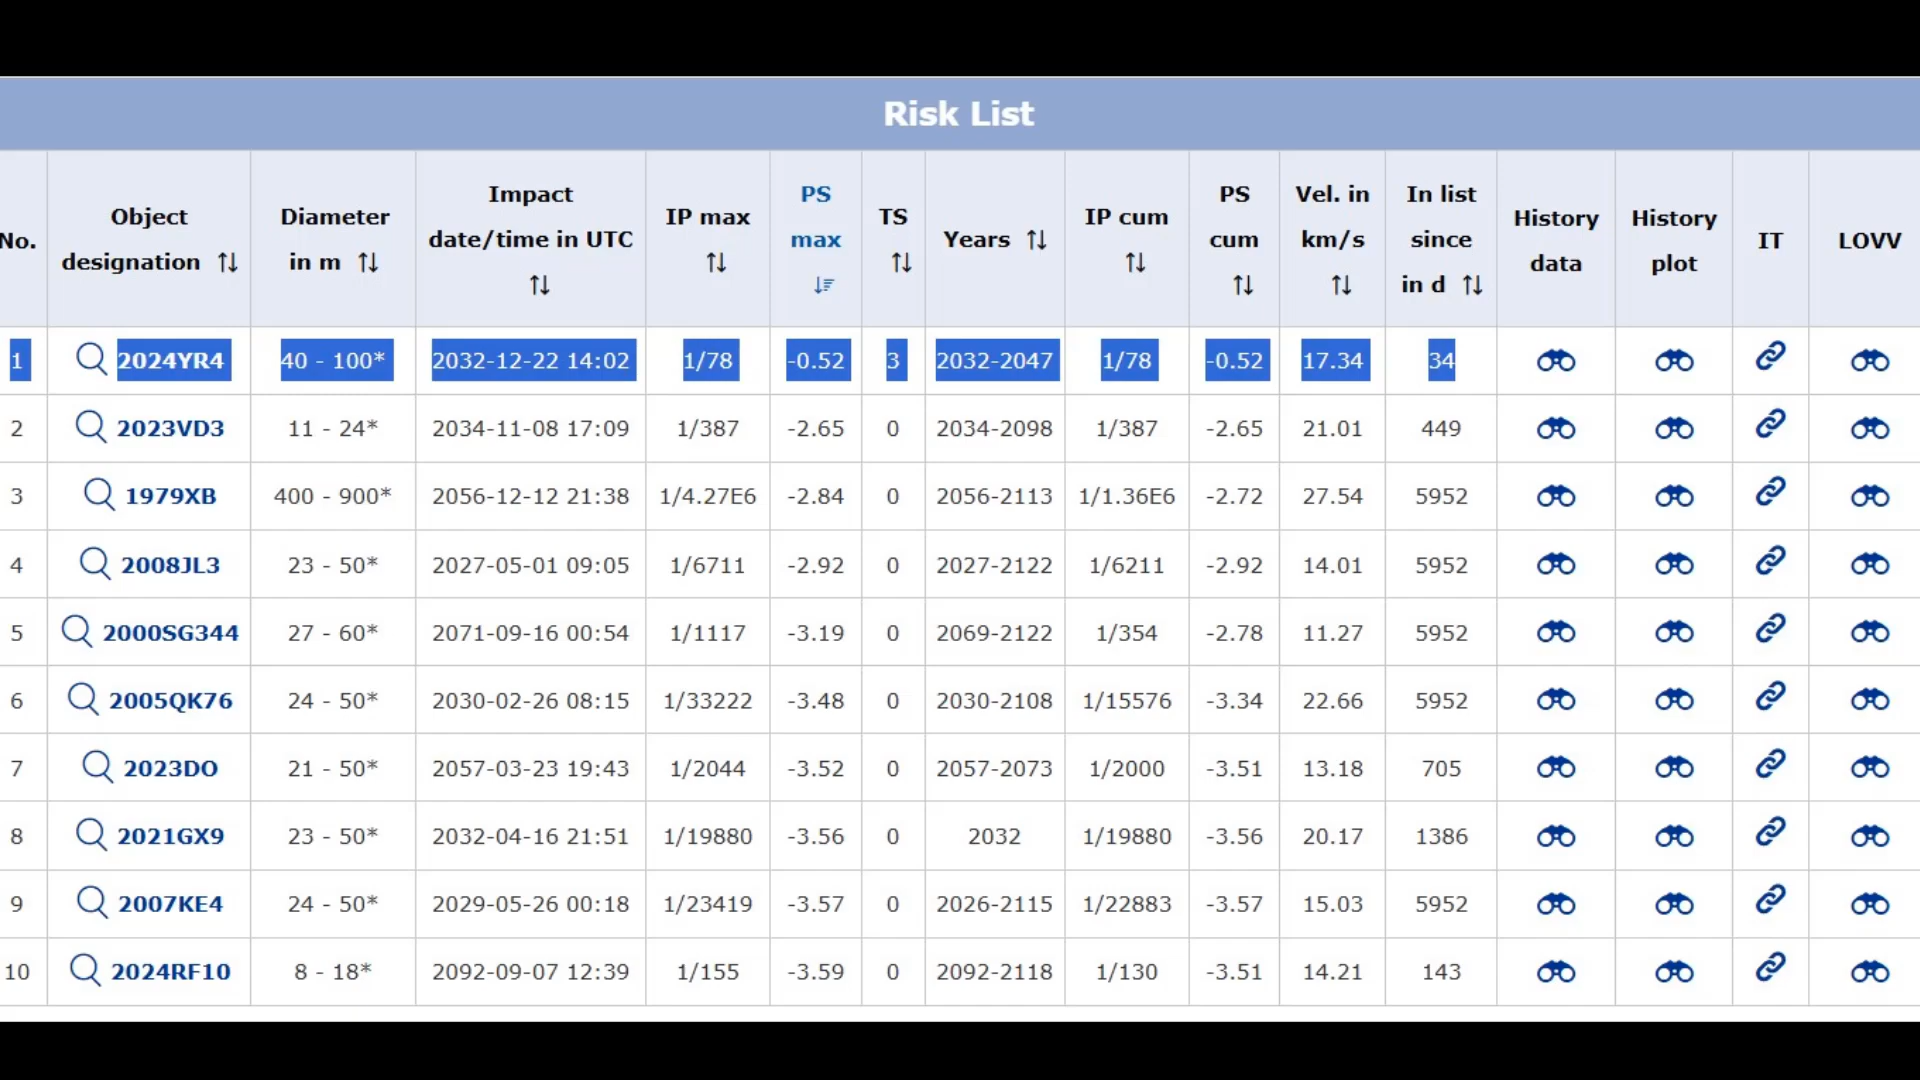 Risk List
No. Object designation Diameter in m Impact date/time in UTC IP max PS max TS Years IP cum PS cum Vel. in km/s In list since in d History data History plot IT LOVV
1 2024YR4 40 - 100* 2032-12-22 14:02 1/78 -0.52 3 2032-2047 1/78 -0.52 17.34 34
2 2023VD3 11 - 24* 2034-11-08 17:09 1/387 -2.65 0 2034-2098 1/387 -2.65 21.01 449
3 1979XB 400 - 900* 2056-12-12 21:38 1/4.27E6 -2.84 0 2056-2113 1/1.36E6 -2.72 27.54 5952
4 2008JL3 23 - 50* 2027-05-01 09:05 1/6711 -2.92 0 2027-2122 1/6211 -2.92 14.01 5952
5 2000SG344 27 - 60* 2071-09-16 00:54 1/1117 -3.19 0 2069-2122 1/354 -2.78 11.27 5952
6 2005QK76 24 - 50* 2030-02-26 08:15 1/33222 -3.48 0 2030-2108 1/15576 -3.34 22.66 5952
7 2023DO 21 - 50* 2057-03-23 19:43 1/2044 -3.52 0 2057-2073 1/2000 -3.51 13.18 705
8 2021GX9 23 - 50* 2032-04-16 21:51 1/19880 -3.56 0 2032 1/19880 -3.56 20.17 1386
9 2007KE4 24 - 50* 2029-05-26 00:18 1/23419 -3.57 0 2026-2115 1/22883 -3.57 15.03 5952
10 2024RF10 8 - 18* 2092-09-07 12:39 1/155 -3.59 0 2092-2118 1/130 -3.51 14.21 143